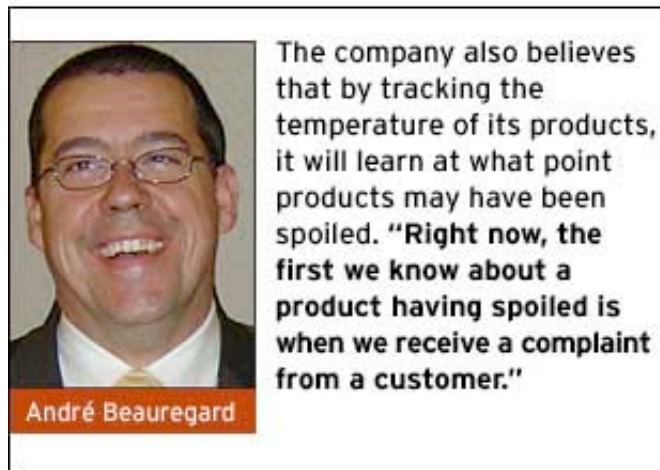 The company also believes
that by tracking the
temperature of its products,
it will learn at what point
products may have been
spoiled. “Right now, the
first we know about a
product having spoiled is
when we receive a complaint
from a customer.”
André Beauregard